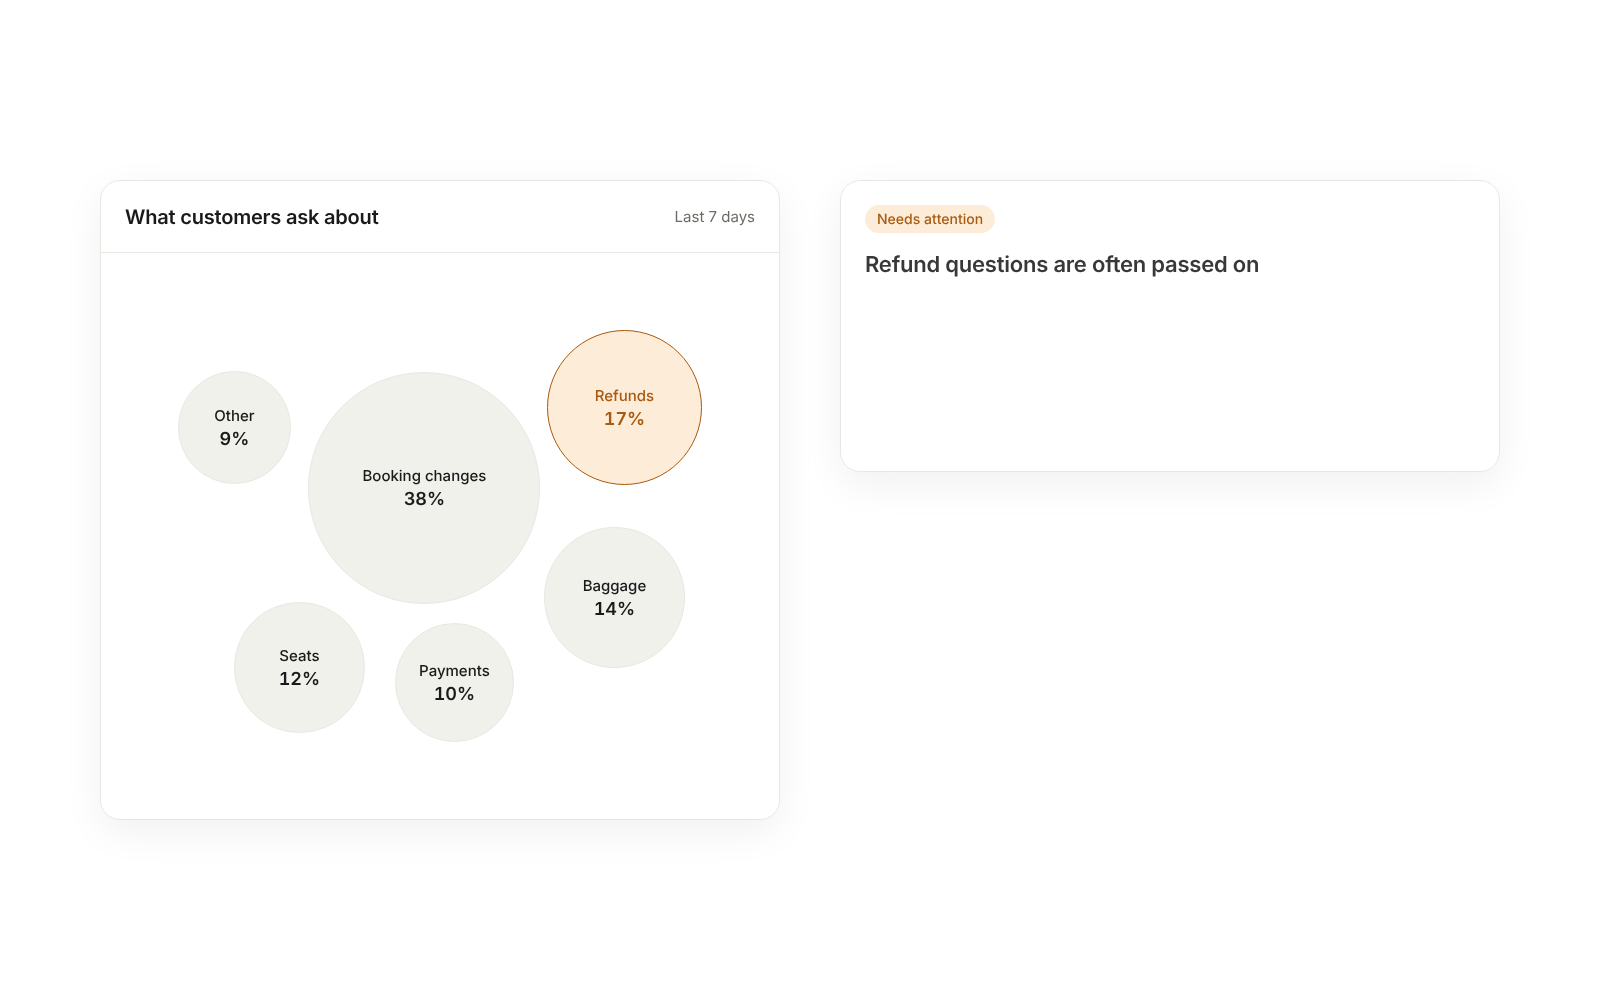 What customers ask about
Last 7 days
Other
9%
Booking changes
38%
Refunds
17%
Baggage
14%
Seats
12%
Payments
10%
Needs attention
Refund questions are often passed on